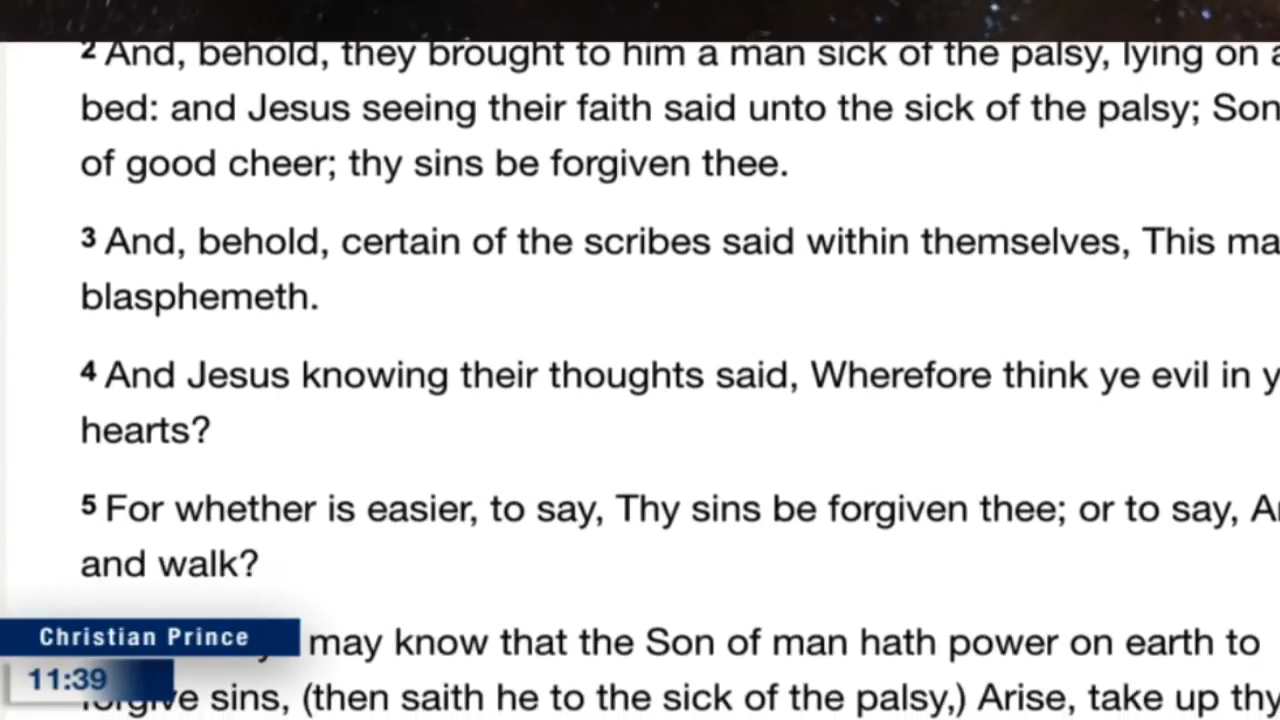 2 And, behold, they brought to him a man sick of the palsy, lying on a
bed: and Jesus seeing their faith said unto the sick of the palsy; Son
of good cheer; thy sins be forgiven thee.
3 And, behold, certain of the scribes said within themselves, This ma
blasphemeth.
4 And Jesus knowing their thoughts said, Wherefore think ye evil in y
hearts?
5 For whether is easier, to say, Thy sins be forgiven thee; or to say, Ar
and walk?
may know that the Son of man hath power on earth to
sins, (then saith he to the sick of the palsy,) Arise, take up thy
Christian Prince
11:39